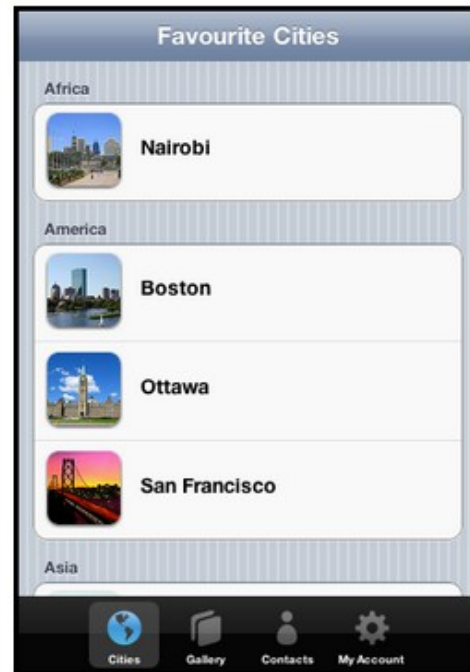 Favourite Cities
Africa
Nairobi
America
Boston
Ottawa
San Francisco
Asia
Cities Gallery Contacts My Account